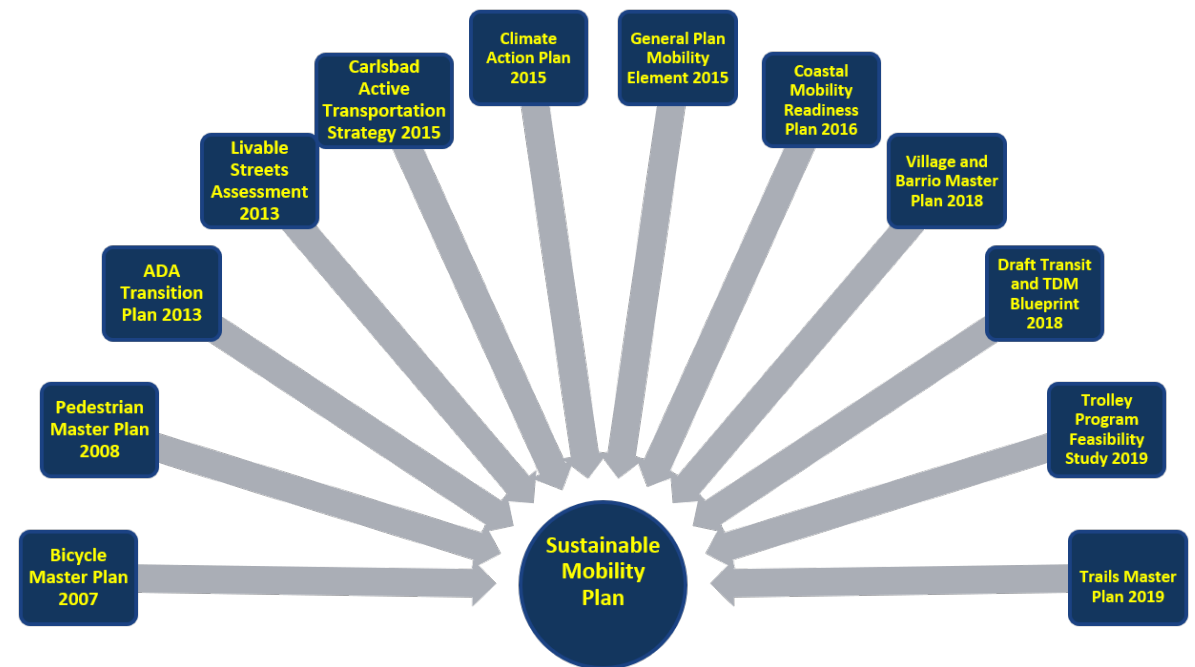 Bicycle
Master Plan
2007
Pedestrian
Master Plan
2008
ADA
Transition
Plan 2013
Livable
Streets
Assessment
2013
Carlsbad
Active
Transportation
Strategy 2015
Climate
Action Plan
2015
General Plan
Mobility
Element 2015
Coastal
Mobility
Readiness
Plan 2016
Village and
Barrio Master
Plan 2018
Draft Transit
and TDM
Blueprint
2018
Trolley
Program
Feasibility
Study 2019
Trails Master
Plan 2019
Sustainable
Mobility
Plan